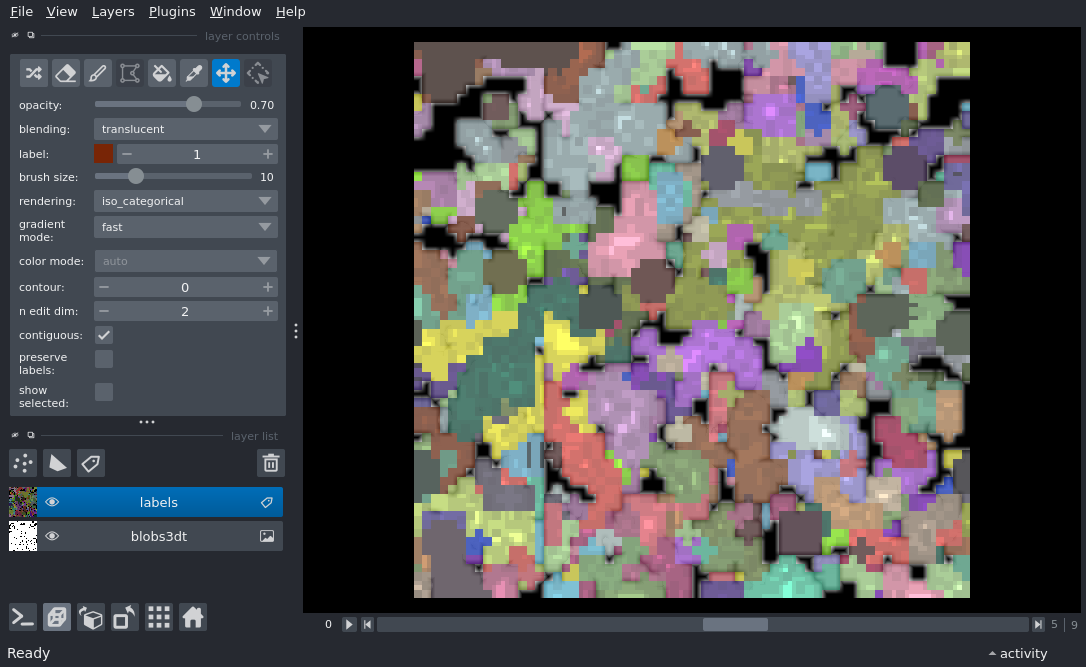 File View Layers Plugins Window Help
layer controls
opacity: 0.70
blending: translucent
label: 1
brush size: 10
rendering: iso_categorical
gradient
mode: fast
color mode: auto
contour: 0
n edit dim: 2
contiguous:
preserve
labels:
show
selected:
layer list
labels
blobs3dt
0 5 | 9
Ready activity